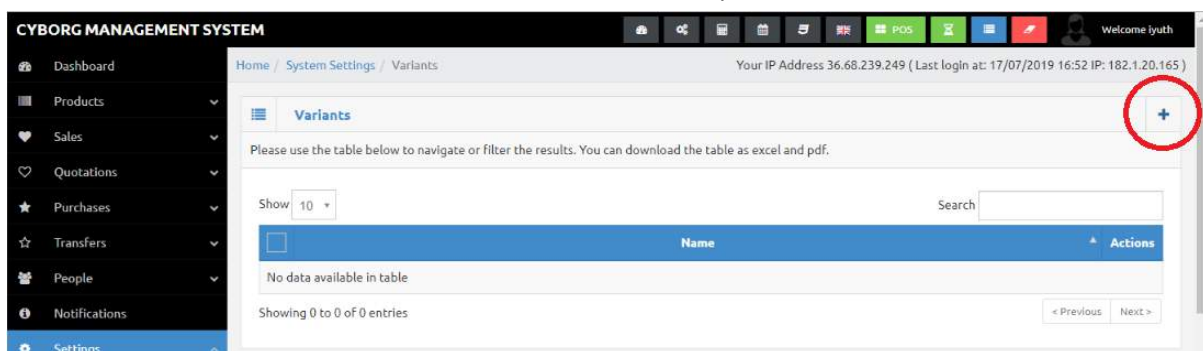 CYBORG MANAGEMENT SYSTEM
POS
Welcome iyuth
Dashboard
Products
Sales
Quotations
Purchases
Transfers
People
Notifications
Settings
Home / System Settings / Variants
Your IP Address 36.68.239.249 ( Last login at: 17/07/2019 16:52 IP: 182.1.20.165 )
Variants
+
Please use the table below to navigate or filter the results. You can download the table as excel and pdf.
Show 10
Search
Name
Actions
No data available in table
Showing 0 to 0 of 0 entries
< Previous
Next >